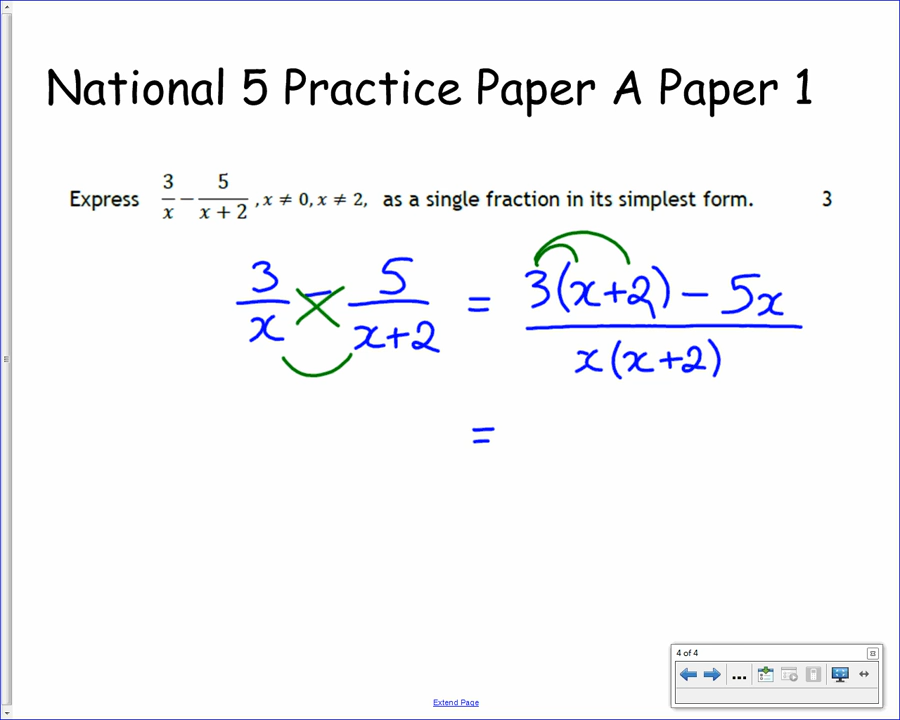 National 5 Practice Paper A Paper 1
Express 3/x − 5/(x + 2) , x ≠ 0, x ≠ 2, as a single fraction in its simplest form. 3
3/x − 5/(x+2) = (3(x+2) − 5x)/(x(x+2))
=
4 of 4
...
Extend Page